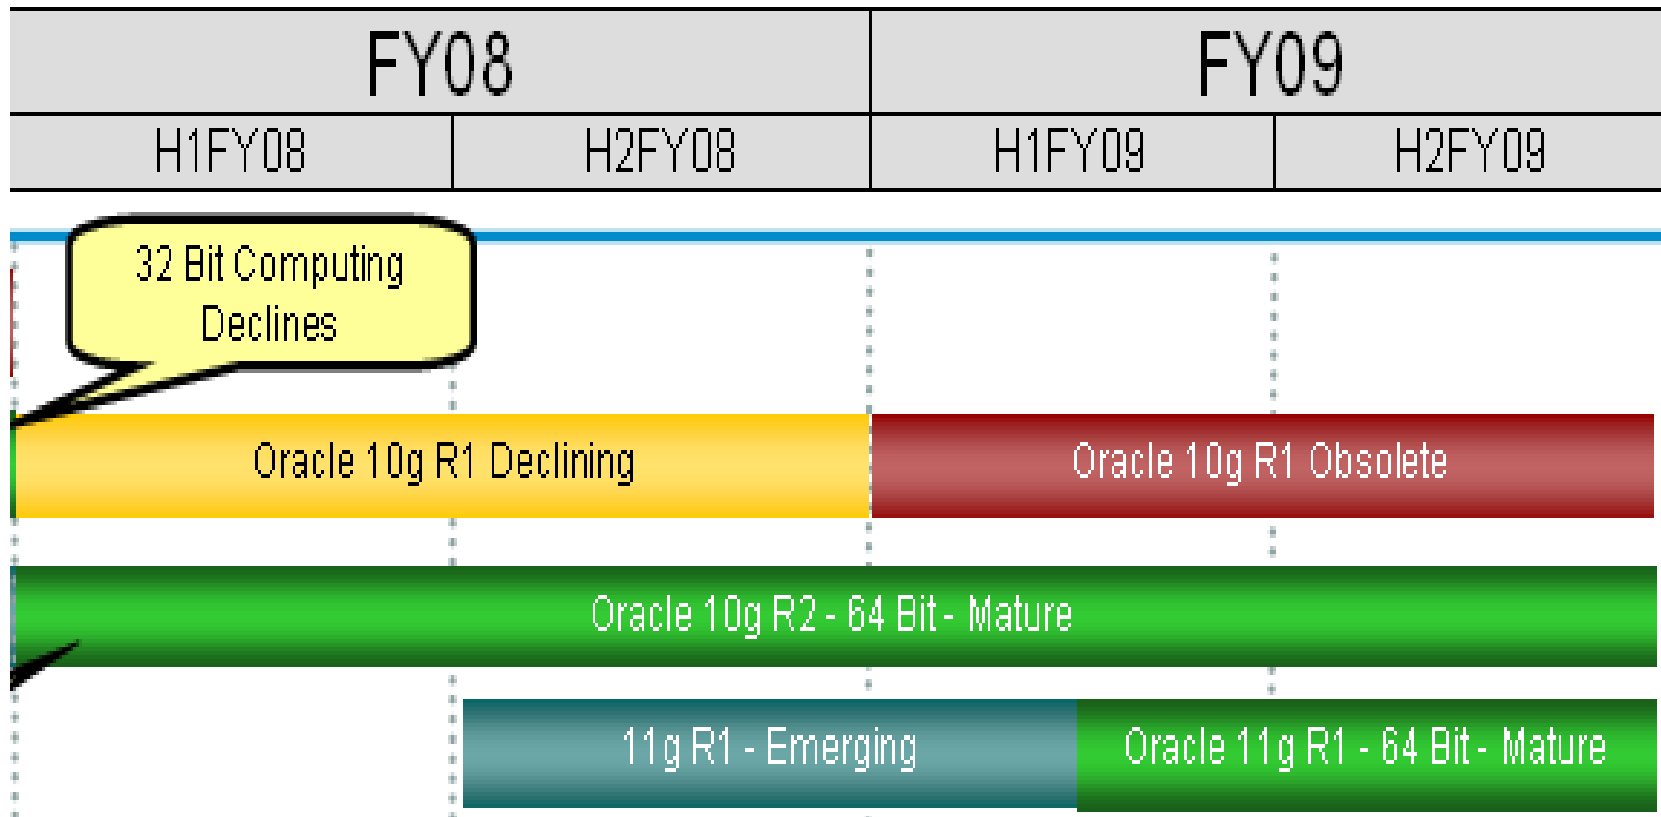 FY08
FY09
H1FY08
H2FY08
H1FY09
H2FY09
32 Bit Computing
Declines
Oracle 10g R1 Declining
Oracle 10g R1 Obsolete
Oracle 10g R2 - 64 Bit - Mature
11g R1 - Emerging
Oracle 11g R1 - 64 Bit - Mature